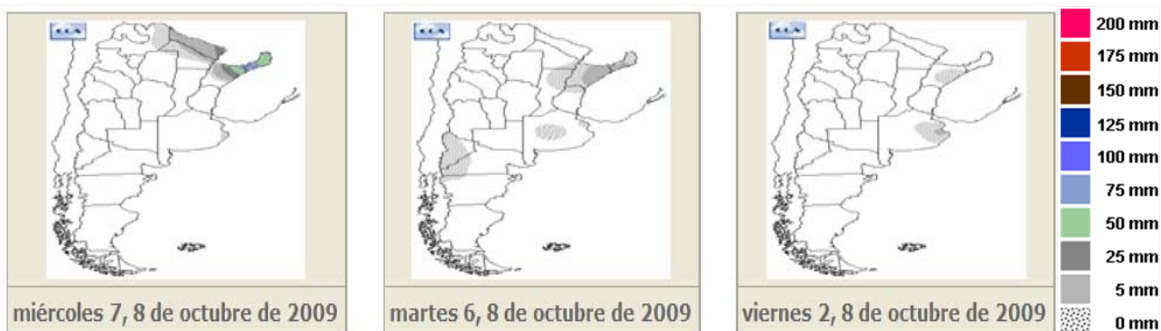 miércoles 7, 8 de octubre de 2009
martes 6, 8 de octubre de 2009
viernes 2, 8 de octubre de 2009
200 mm
175 mm
150 mm
125 mm
100 mm
75 mm
50 mm
25 mm
5 mm
0 mm